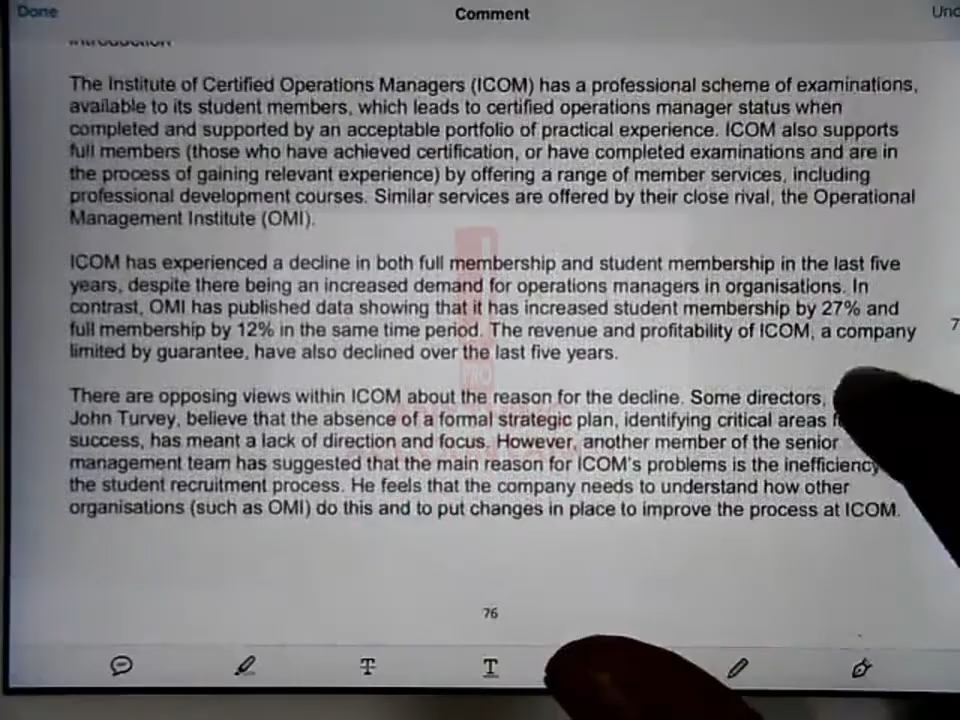 Done
Comment
Und
Introduction
The Institute of Certified Operations Managers (ICOM) has a professional scheme of examinations,
available to its student members, which leads to certified operations manager status when
completed and supported by an acceptable portfolio of practical experience. ICOM also supports
full members (those who have achieved certification, or have completed examinations and are in
the process of gaining relevant experience) by offering a range of member services, including
professional development courses. Similar services are offered by their close rival, the Operational
Management Institute (OMI).
ICOM has experienced a decline in both full membership and student membership in the last five
years, despite there being an increased demand for operations managers in organisations. In
contrast, OMI has published data showing that it has increased student membership by 27% and
full membership by 12% in the same time period. The revenue and profitability of ICOM, a company
7
limited by guarantee, have also declined over the last five years.
There are opposing views within ICOM about the reason for the decline. Some directors,
John Turvey, believe that the absence of a formal strategic plan, identifying critical areas
success, has meant a lack of direction and focus. However, another member of the senior
management team has suggested that the main reason for ICOM's problems is the inefficiency
the student recruitment process. He feels that the company needs to understand how other
organisations (such as OMI) do this and to put changes in place to improve the process at ICOM.
76